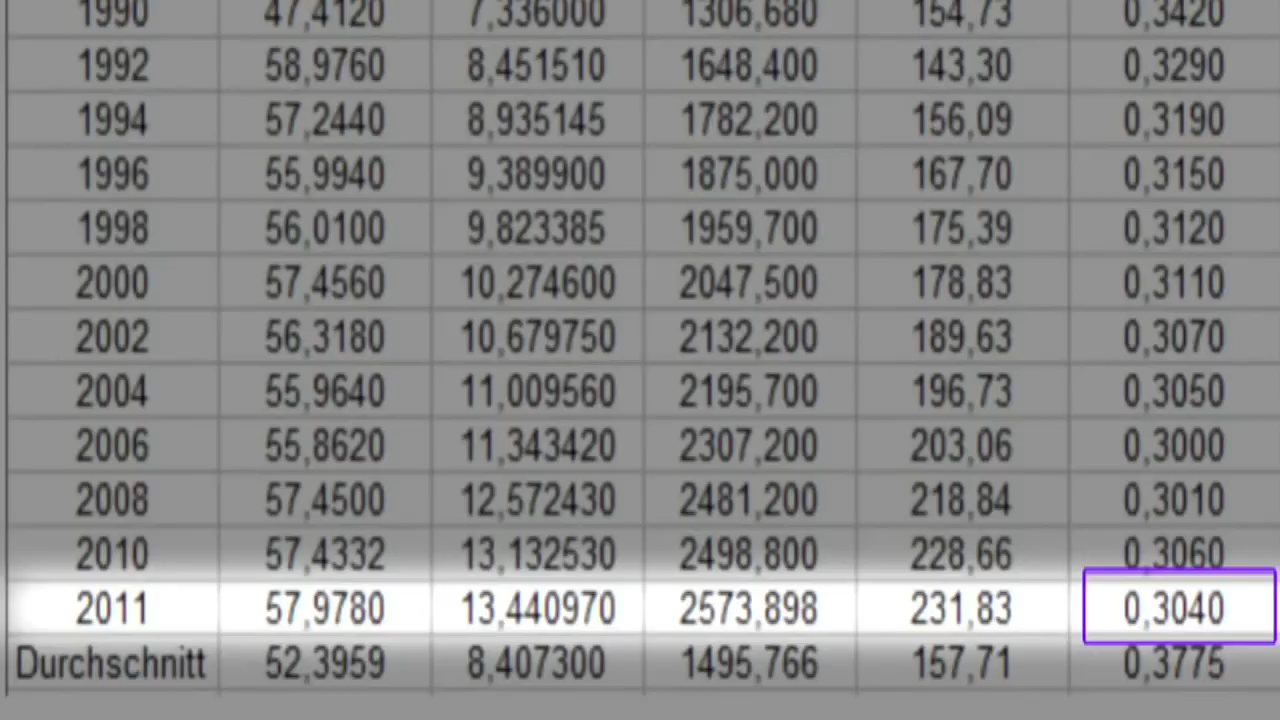 1990 47,4120 7,336000 1306,680 154,73 0,3420
1992 58,9760 8,451510 1648,400 143,30 0,3290
1994 57,2440 8,935145 1782,200 156,09 0,3190
1996 55,9940 9,389900 1875,000 167,70 0,3150
1998 56,0100 9,823385 1959,700 175,39 0,3120
2000 57,4560 10,274600 2047,500 178,83 0,3110
2002 56,3180 10,679750 2132,200 189,63 0,3070
2004 55,9640 11,009560 2195,700 196,73 0,3050
2006 55,8620 11,343420 2307,200 203,06 0,3000
2008 57,4500 12,572430 2481,200 218,84 0,3010
2010 57,4332 13,132530 2498,800 228,66 0,3060
2011 57,9780 13,440970 2573,898 231,83 0,3040
Durchschnitt 52,3959 8,407300 1495,766 157,71 0,3775